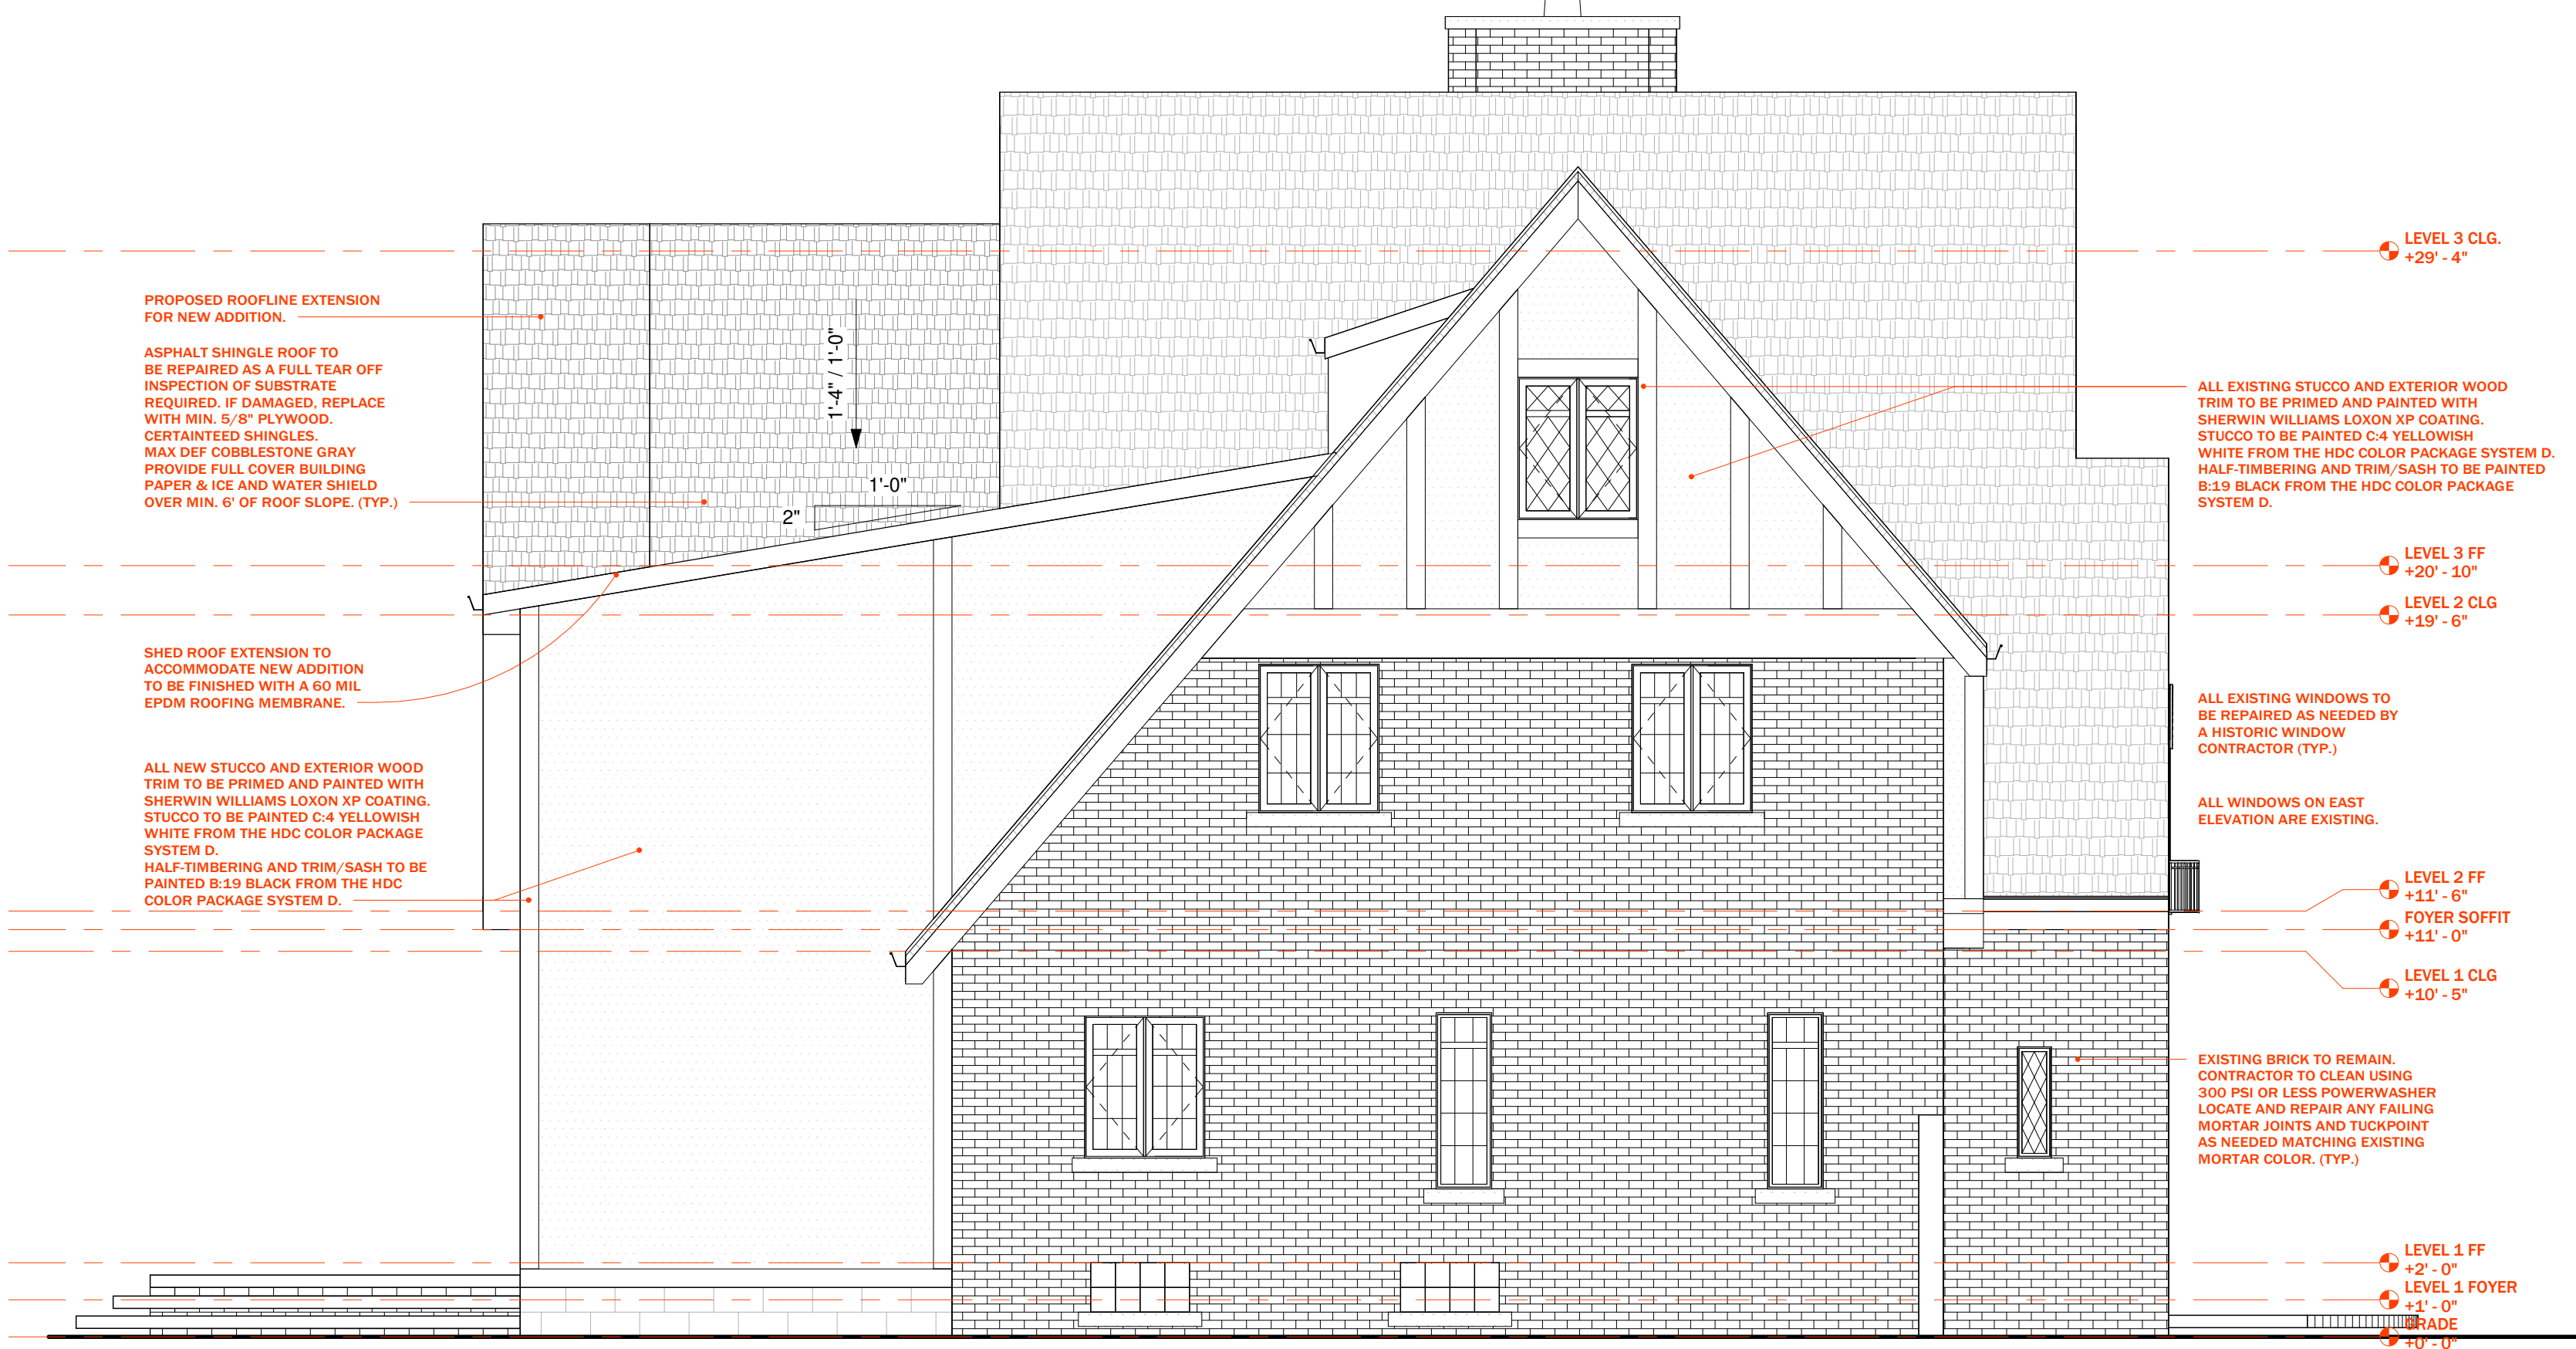 PROPOSED ROOFLINE EXTENSION
FOR NEW ADDITION.
ASPHALT SHINGLE ROOF TO
BE REPAIRED AS A FULL TEAR OFF
INSPECTION OF SUBSTRATE
REQUIRED. IF DAMAGED, REPLACE
WITH MIN. 5/8" PLYWOOD.
CERTAINTEED SHINGLES.
MAX DEF COBBLESTONE GRAY
PROVIDE FULL COVER BUILDING
PAPER & ICE AND WATER SHIELD
OVER MIN. 6' OF ROOF SLOPE. (TYP.)
SHED ROOF EXTENSION TO
ACCOMMODATE NEW ADDITION
TO BE FINISHED WITH A 60 MIL
EPDM ROOFING MEMBRANE.
ALL NEW STUCCO AND EXTERIOR WOOD
TRIM TO BE PRIMED AND PAINTED WITH
SHERWIN WILLIAMS LOXON XP COATING.
STUCCO TO BE PAINTED C:4 YELLOWISH
WHITE FROM THE HDC COLOR PACKAGE
SYSTEM D.
HALF-TIMBERING AND TRIM/SASH TO BE
PAINTED B:19 BLACK FROM THE HDC
COLOR PACKAGE SYSTEM D.
1'-4" / 1'-0"
1'-0"
2"
ALL EXISTING STUCCO AND EXTERIOR WOOD
TRIM TO BE PRIMED AND PAINTED WITH
SHERWIN WILLIAMS LOXON XP COATING.
STUCCO TO BE PAINTED C:4 YELLOWISH
WHITE FROM THE HDC COLOR PACKAGE SYSTEM D.
HALF-TIMBERING AND TRIM/SASH TO BE PAINTED
B:19 BLACK FROM THE HDC COLOR PACKAGE
SYSTEM D.
ALL EXISTING WINDOWS TO
BE REPAIRED AS NEEDED BY
A HISTORIC WINDOW
CONTRACTOR (TYP.)
ALL WINDOWS ON EAST
ELEVATION ARE EXISTING.
EXISTING BRICK TO REMAIN.
CONTRACTOR TO CLEAN USING
300 PSI OR LESS POWERWASHER
LOCATE AND REPAIR ANY FAILING
MORTAR JOINTS AND TUCKPOINT
AS NEEDED MATCHING EXISTING
MORTAR COLOR. (TYP.)
LEVEL 3 CLG.
+29' - 4"
LEVEL 3 FF
+20' - 10"
LEVEL 2 CLG
+19' - 6"
LEVEL 2 FF
+11' - 6"
FOYER SOFFIT
+11' - 0"
LEVEL 1 CLG
+10' - 5"
LEVEL 1 FF
+2' - 0"
LEVEL 1 FOYER
+1' - 0"
GRADE
+0' - 0"